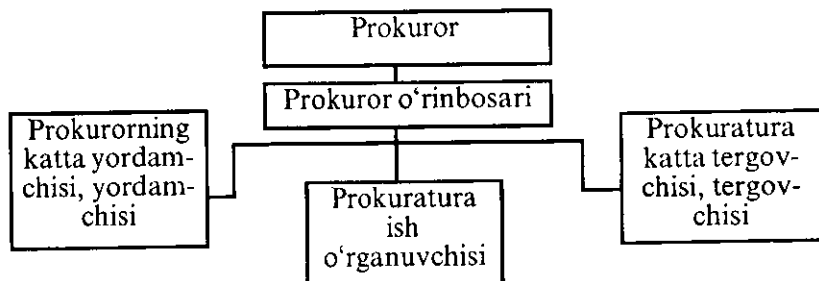 Prokuror
Prokuror o‘rinbosari
Prokurorning
katta yordam-
chisi, yordam-
chisi
Prokuratura
ish
o‘rganuvchisi
Prokuratura
katta tergov-
chisi, tergov-
chisi